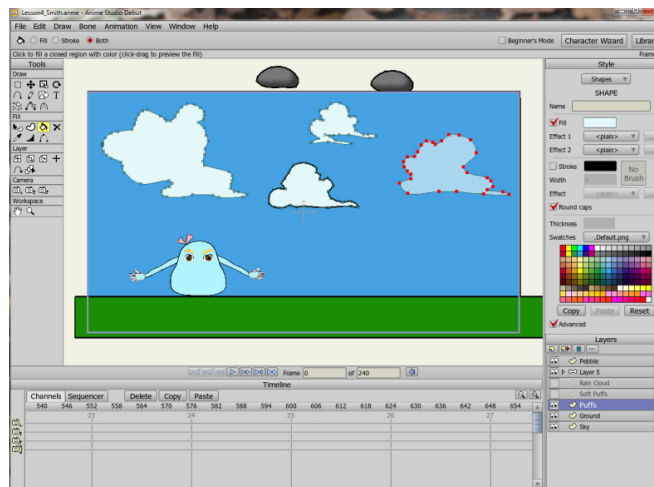 Lesson4_Smith.anme - Anime Studio Debut
File Edit Draw Bone Animation View Window Help
Fill Stroke Both Beginner's Mode Character Wizard Librar
Click to fill a closed region with color (click-drag to preview the fill) Frame
Tools
Draw
Fill
Layer
Camera
Workspace
Style
Shapes
SHAPE
Name
Fill
Effect 1 <plain>
Effect 2 <plain>
Stroke
No
Brush
Width
Effect <plain>
Round caps
Thickness
Swatches .Default.png
Copy Paste Reset
Advanced
Layers
Pebble
Layer 5
Rain Cloud
Soft Puffs
Puffs
Ground
Sky
Frame 0 of 240
Timeline
Channels Sequencer Delete Copy Paste
540 546 552 558 564 570 576 582 588 594 600 606 612 618 624 630 636 642 648 654
23 24 25 26 27